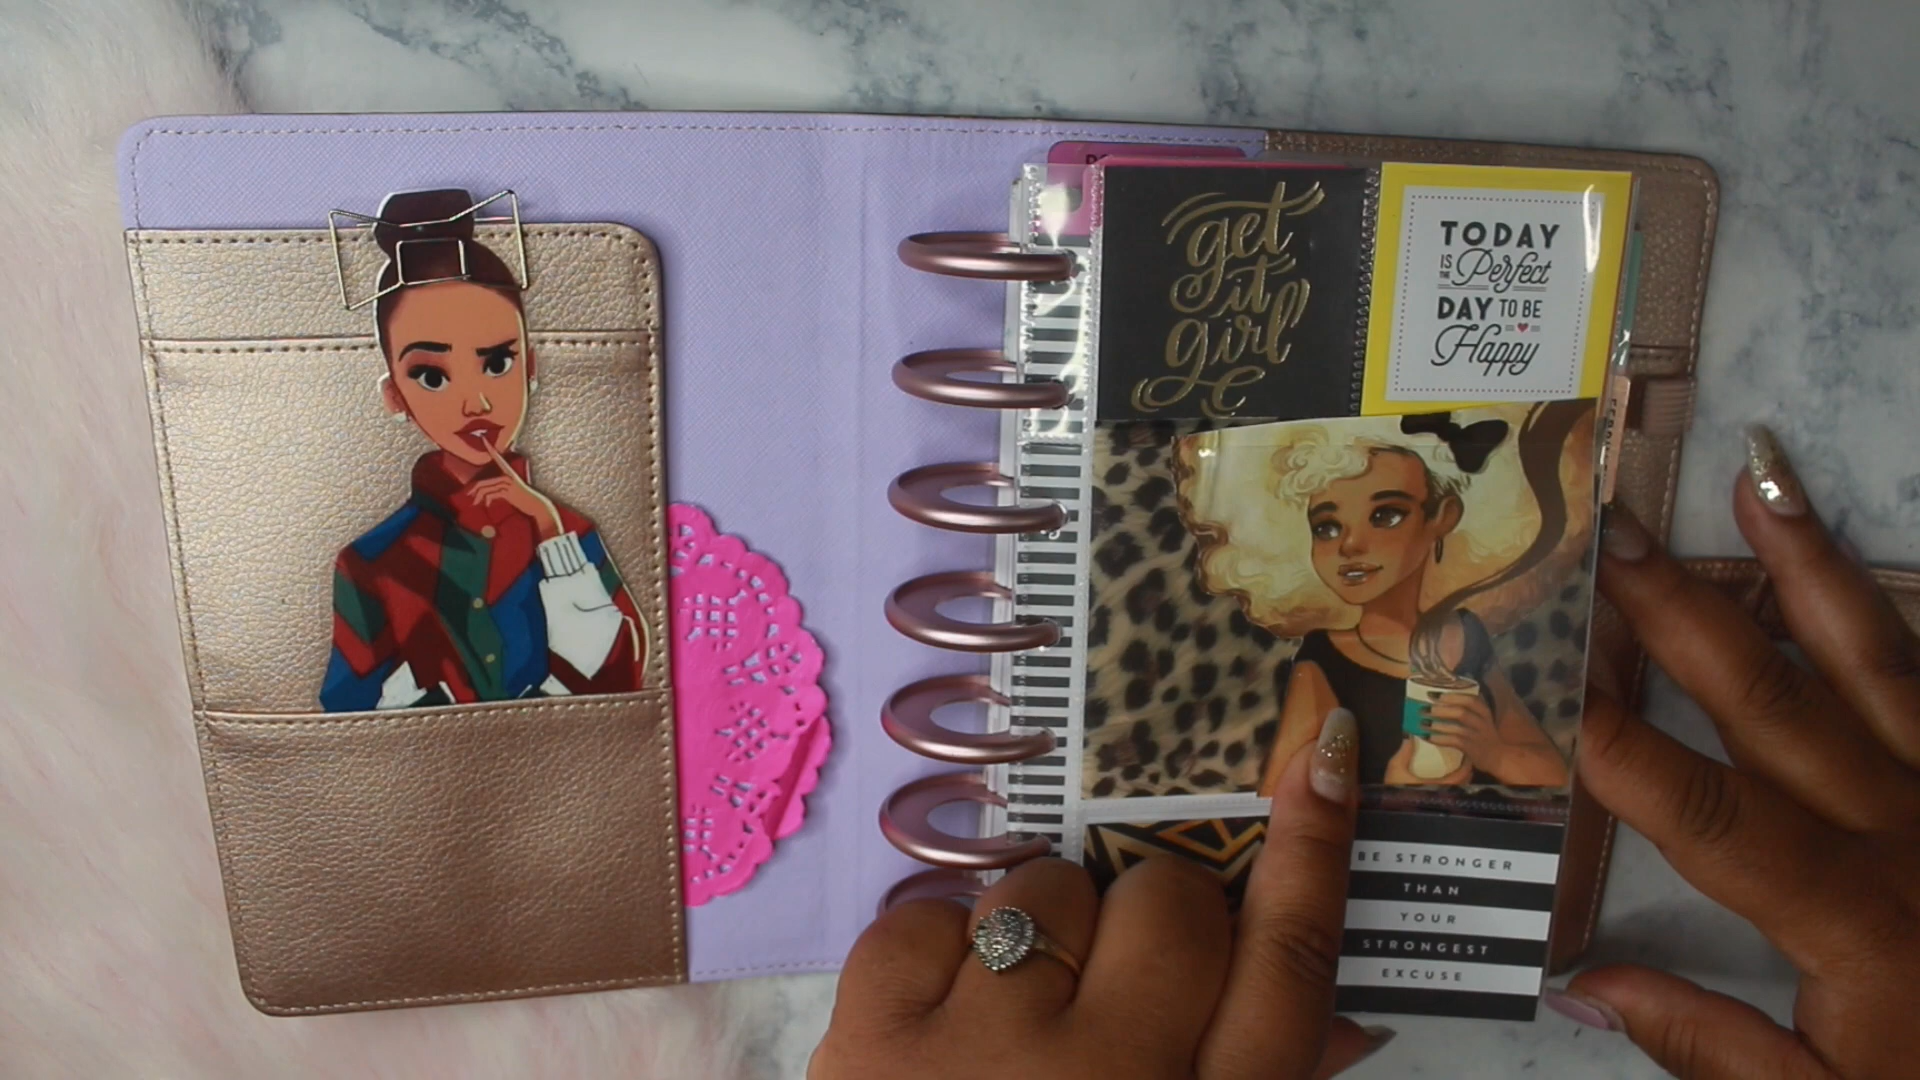 get
it
girl
TODAY
IS THE Perfect
DAY TO BE
Happy
BE STRONGER
THAN
YOUR
STRONGEST
EXCUSE